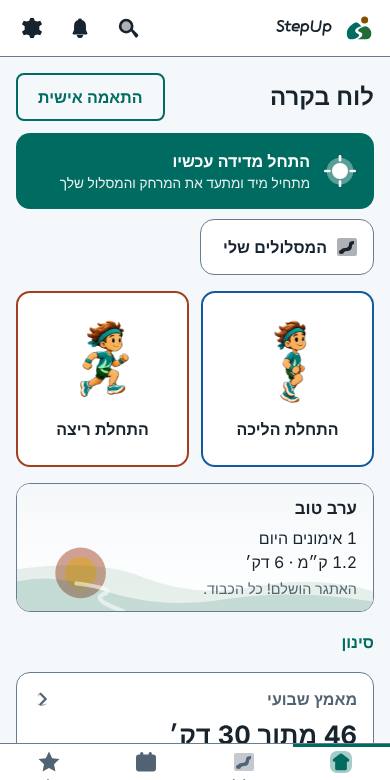 StepUp
לוח בקרה
התאמה אישית
התחל מדידה עכשיו
מתחיל מיד ומתעד את המרחק והמסלול שלך
המסלולים שלי
התחלת הליכה
התחלת ריצה
ערב טוב
1 אימונים היום
1.2 ק״מ · 6 דק׳
האתגר הושלם! כל הכבוד.
סינון
מאמץ שבועי
46 מתוך 30 דק׳